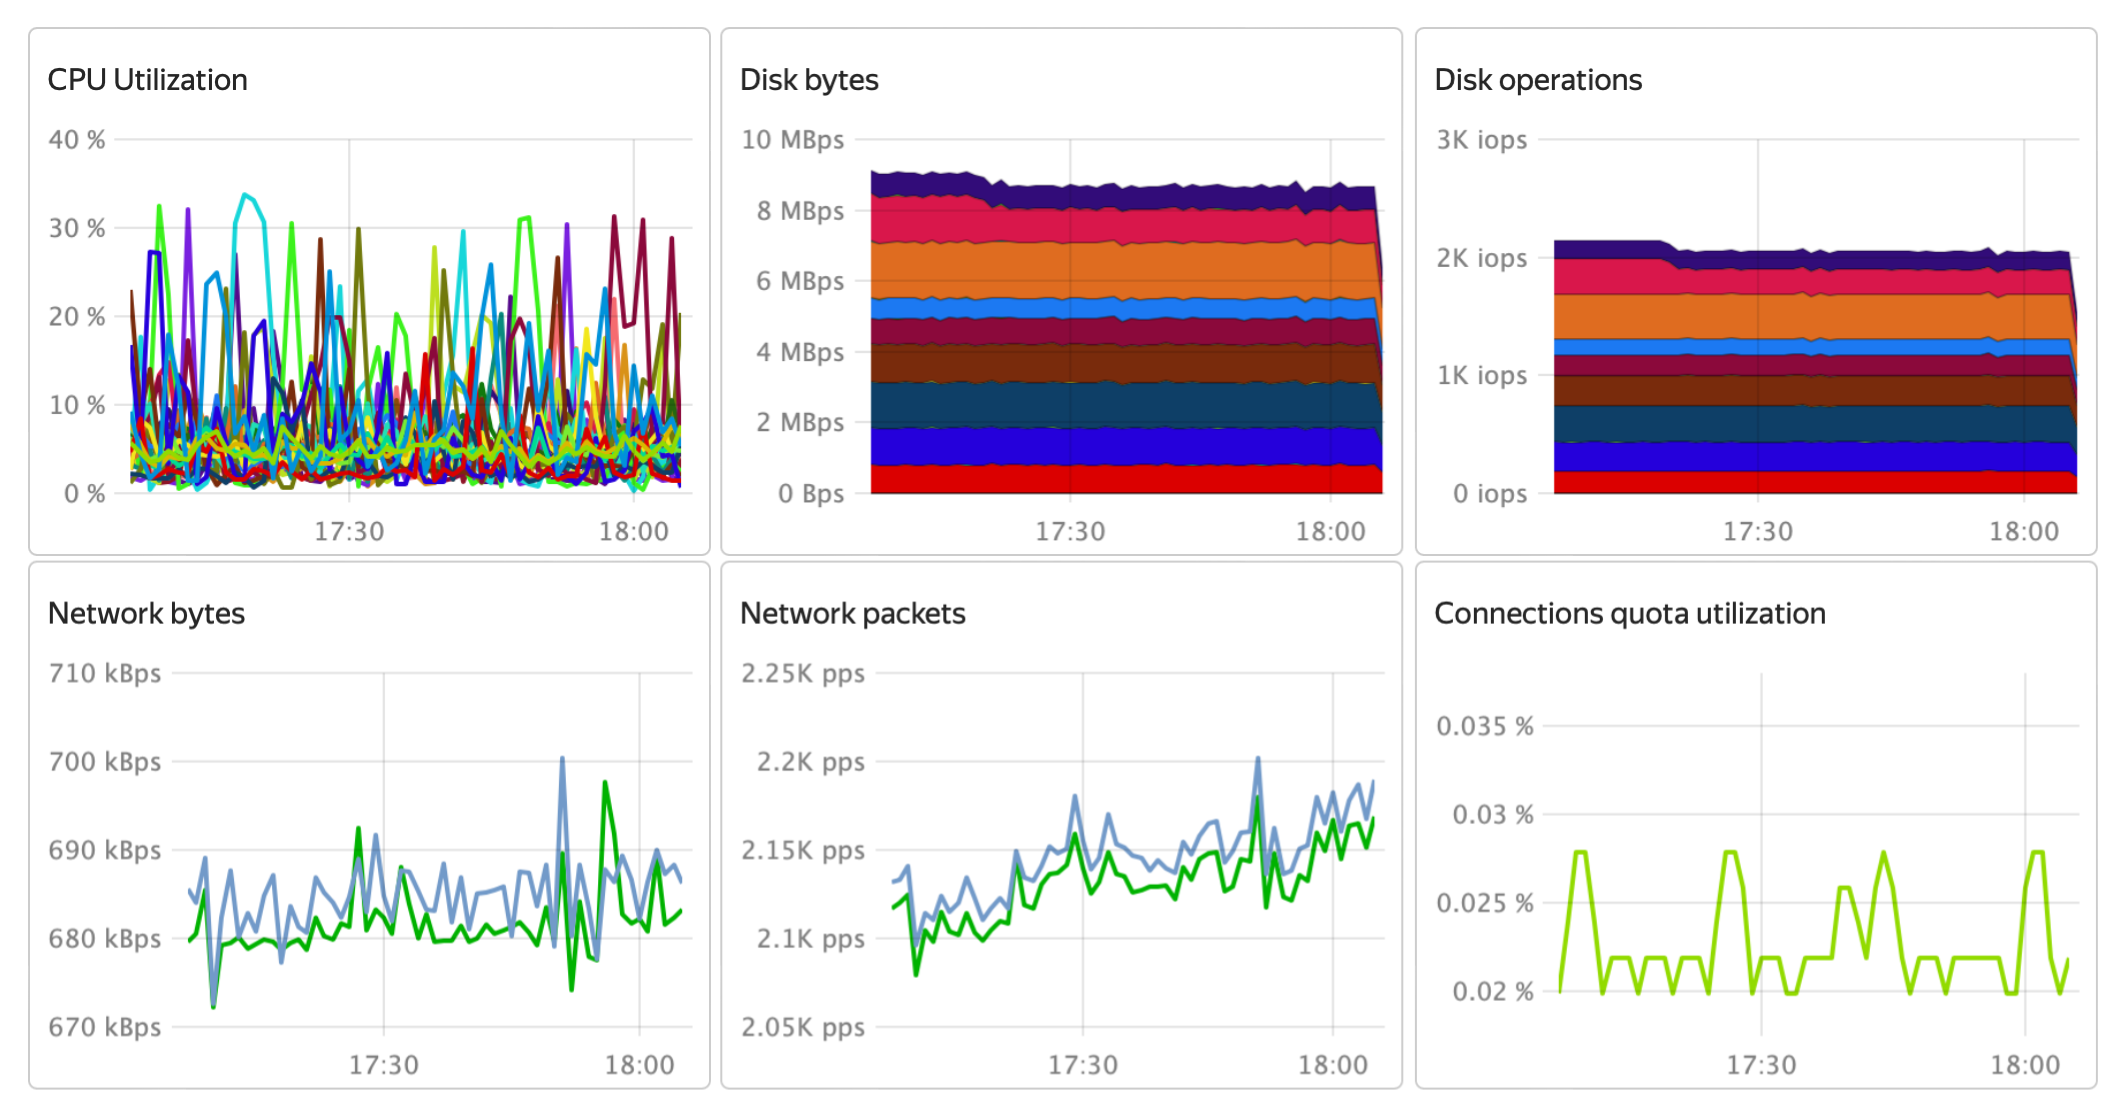 CPU Utilization
40 %
30 %
20 %
10 %
0 %
17:30 18:00
Disk bytes
10 MBps
8 MBps
6 MBps
4 MBps
2 MBps
0 Bps
17:30 18:00
Disk operations
3K iops
2K iops
1K iops
0 iops
17:30 18:00
Network bytes
710 kBps
700 kBps
690 kBps
680 kBps
670 kBps
17:30 18:00
Network packets
2.25K pps
2.2K pps
2.15K pps
2.1K pps
2.05K pps
17:30 18:00
Connections quota utilization
0.035 %
0.03 %
0.025 %
0.02 %
17:30 18:00